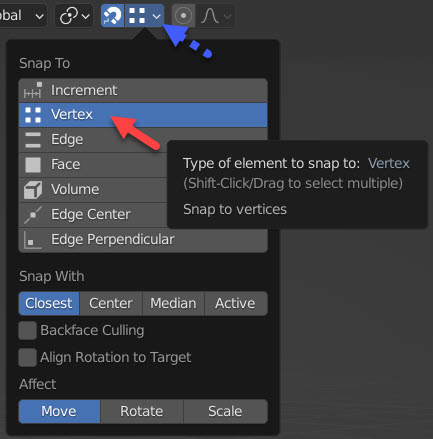 bal
Snap To
Increment
Vertex
Edge
Face
Volume
Edge Center
Edge Perpendicular
Type of element to snap to: Vertex
(Shift-Click/Drag to select multiple)
Snap to vertices
Snap With
Closest Center Median Active
Backface Culling
Align Rotation to Target
Affect
Move Rotate Scale